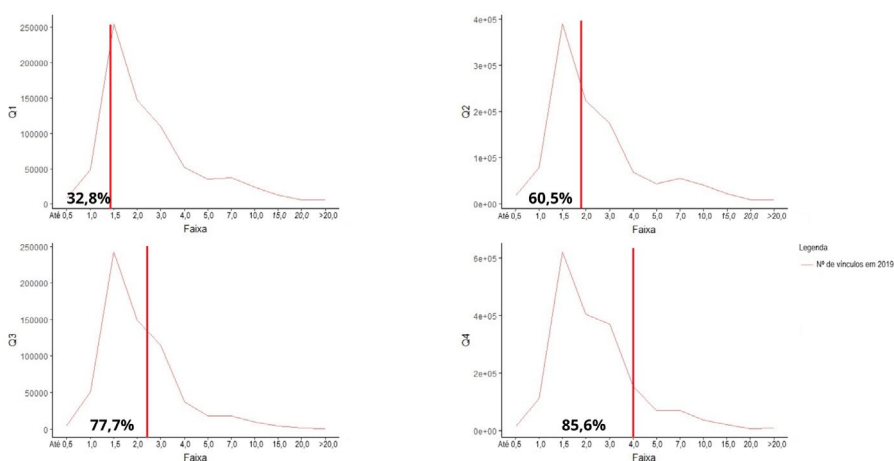 250000
200000
150000
100000
50000
0
Q1
32,8%
Até 0,5 1,0 1,5 2,0 3,0 4,0 5,0 7,0 10,0 15,0 20,0 >20,0
Faixa
4e+05
3e+05
2e+05
1e+05
0e+00
Q2
60,5%
Até 0,5 1,0 1,5 2,0 3,0 4,0 5,0 7,0 10,0 15,0 20,0 >20,0
Faixa
250000
200000
150000
100000
50000
0
Q3
77,7%
Até 0,5 1,0 1,5 2,0 3,0 4,0 5,0 7,0 10,0 15,0 20,0 >20,0
Faixa
6e+05
4e+05
2e+05
0e+00
Q4
85,6%
Até 0,5 1,0 1,5 2,0 3,0 4,0 5,0 7,0 10,0 15,0 20,0 >20,0
Faixa
Legenda
Nº de vínculos em 2019